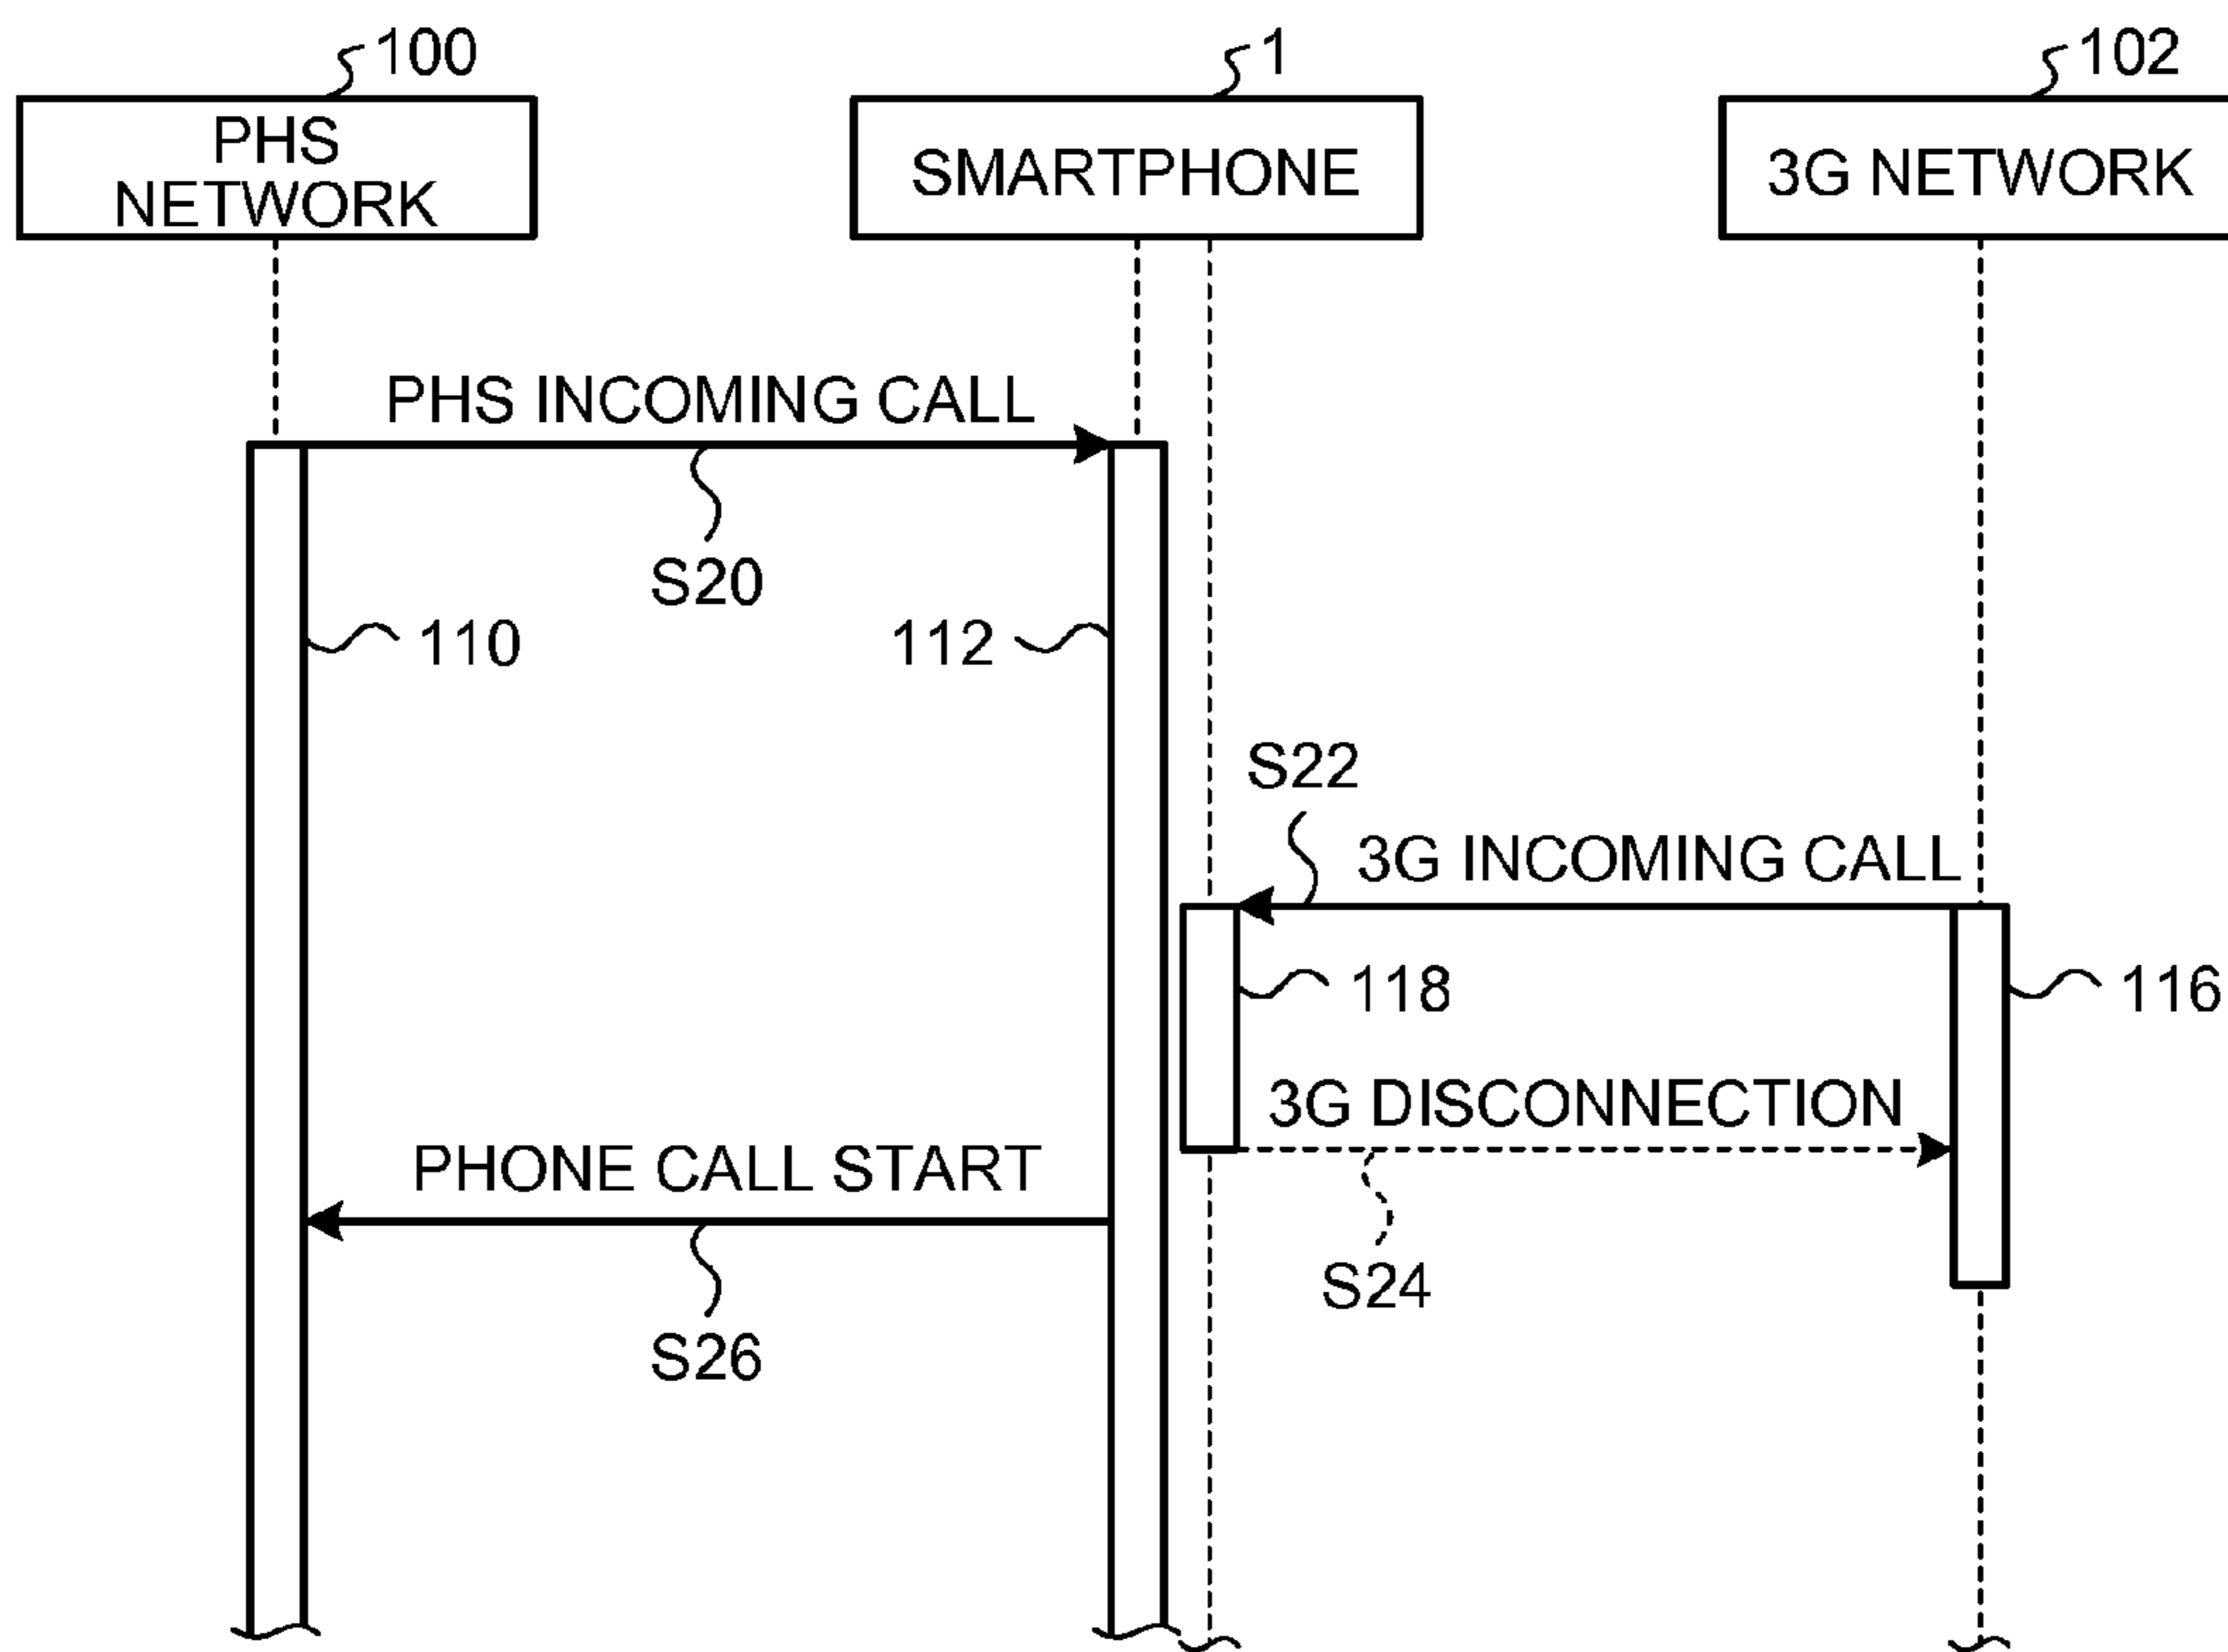 100
1
102
PHS
NETWORK
SMARTPHONE
3G NETWORK
PHS INCOMING CALL
S20
110
112
S22
3G INCOMING CALL
118
116
3G DISCONNECTION
PHONE CALL START
S24
S26